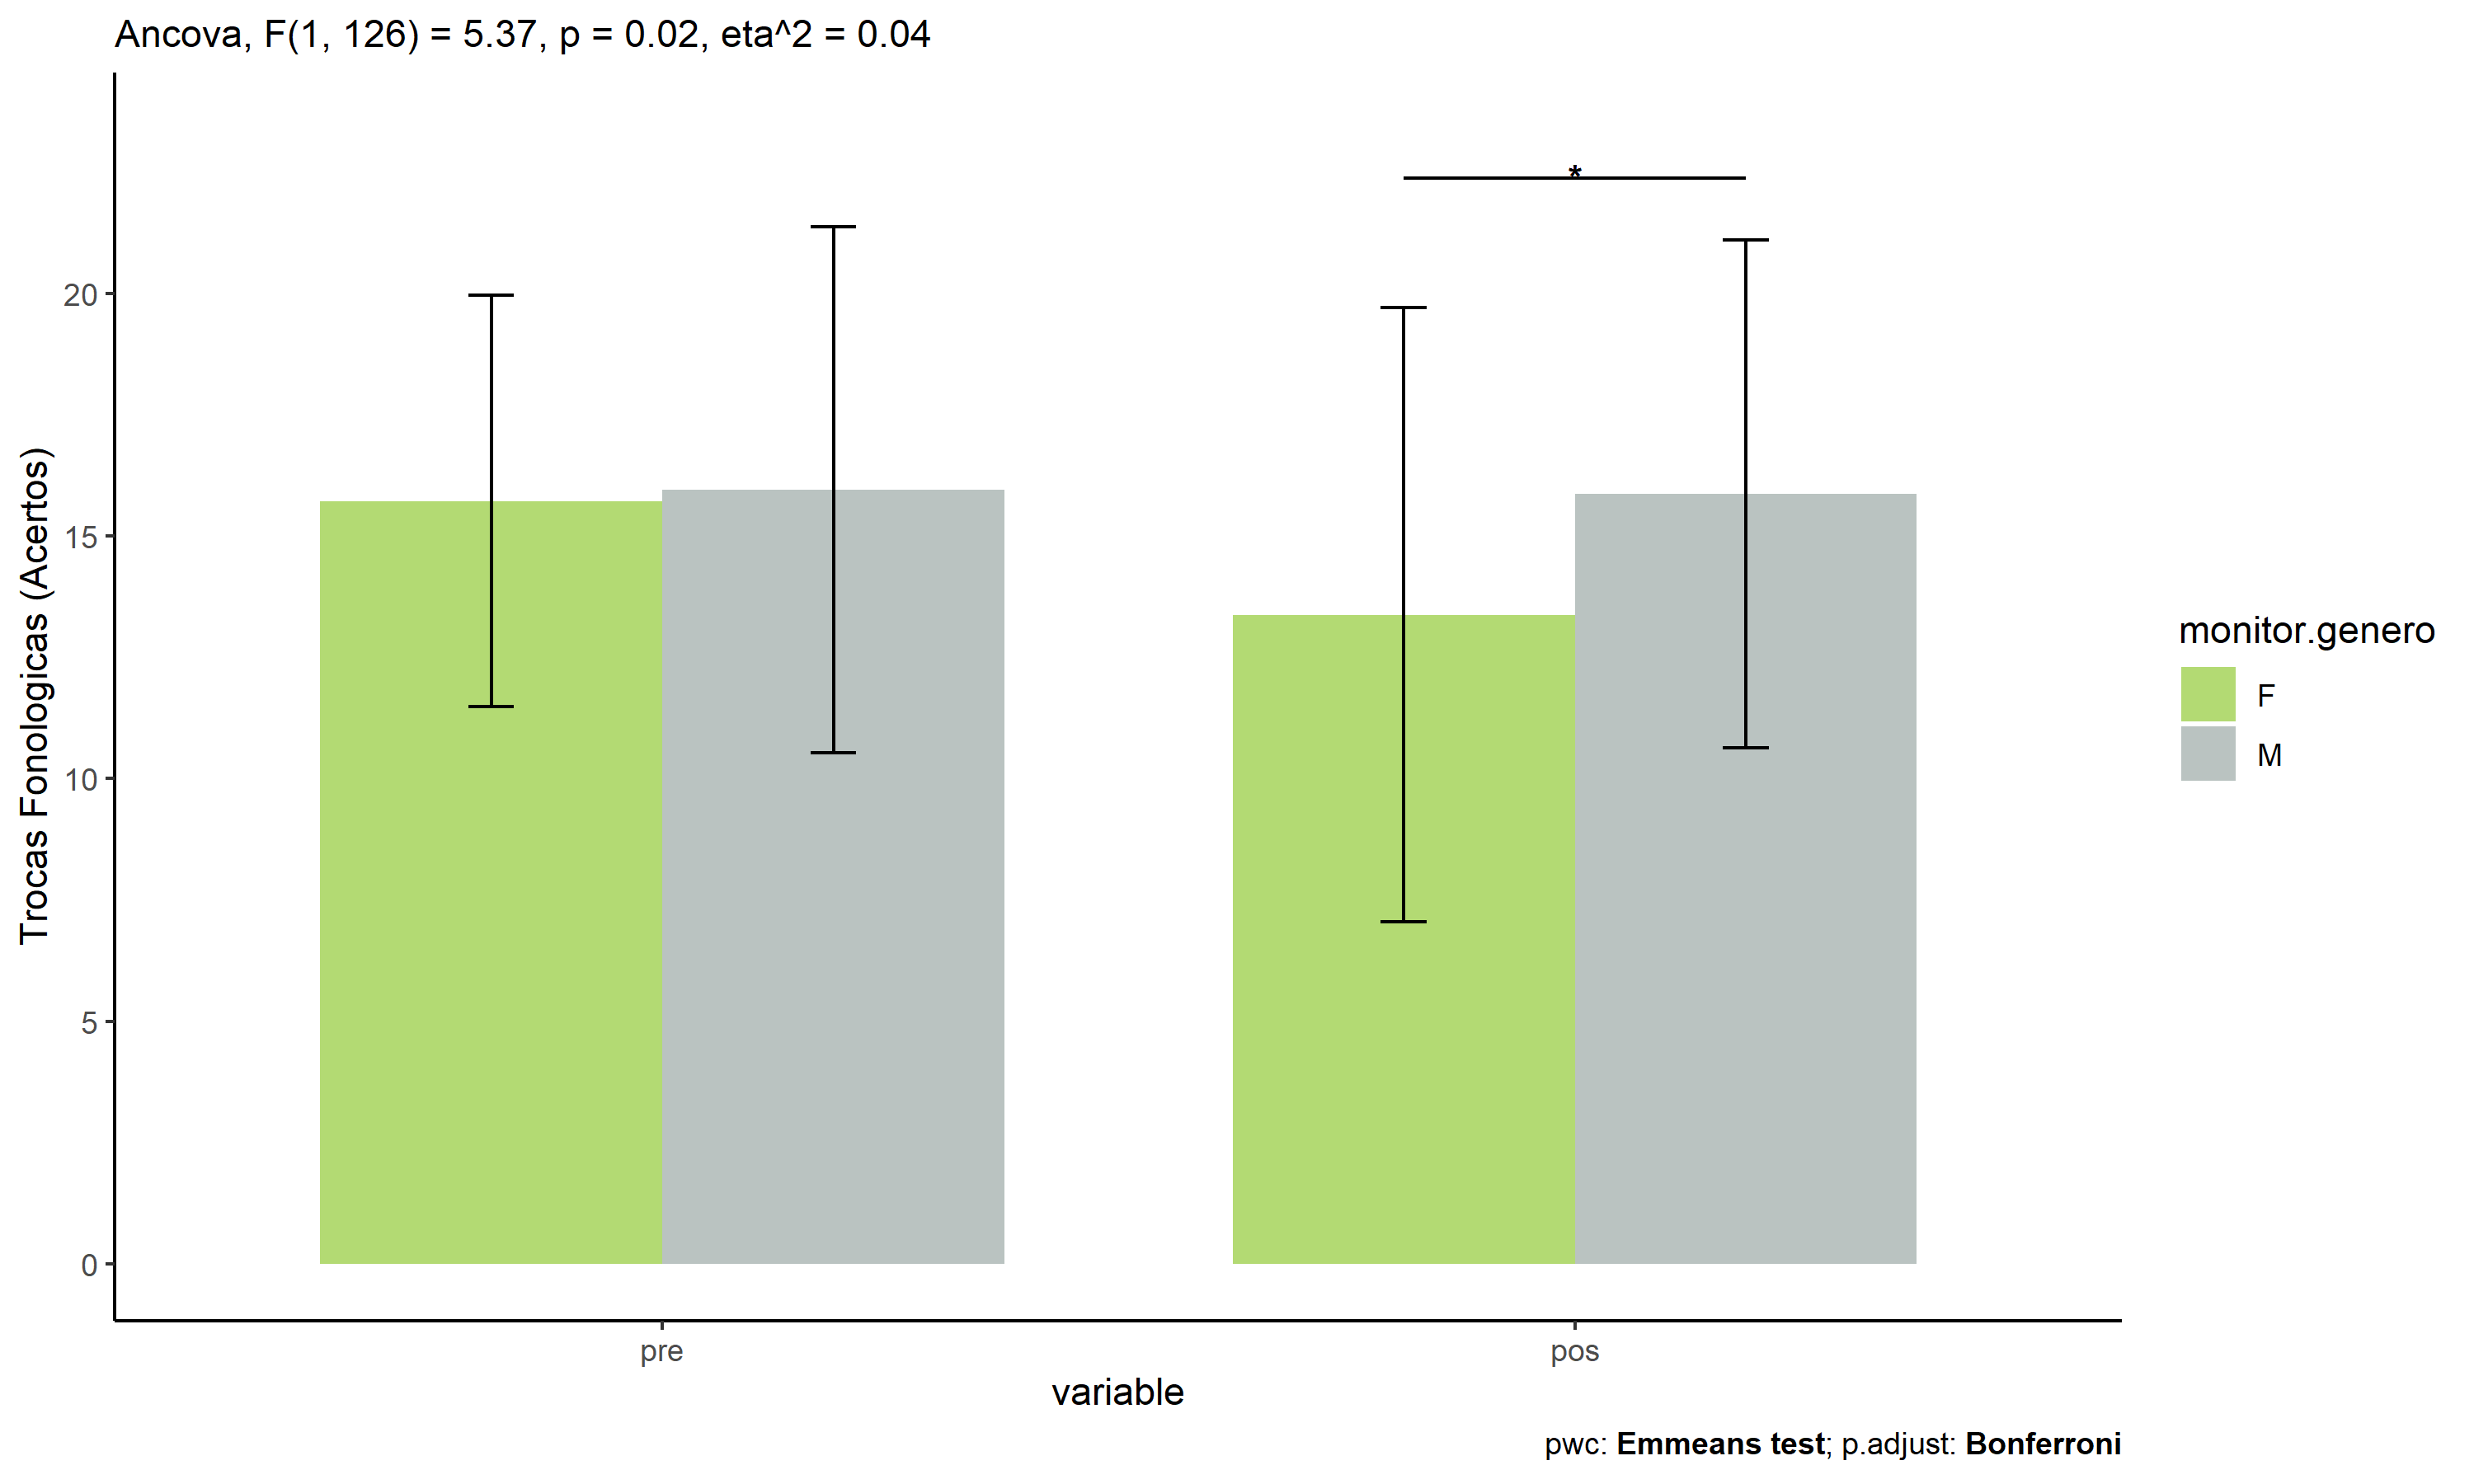 Ancova, F(1, 126) = 5.37, p = 0.02, eta^2 = 0.04
Trocas Fonologicas (Acertos)
20
15
10
5
0
*
pre
pos
variable
monitor.genero
F
M
pwc: Emmeans test; p.adjust: Bonferroni